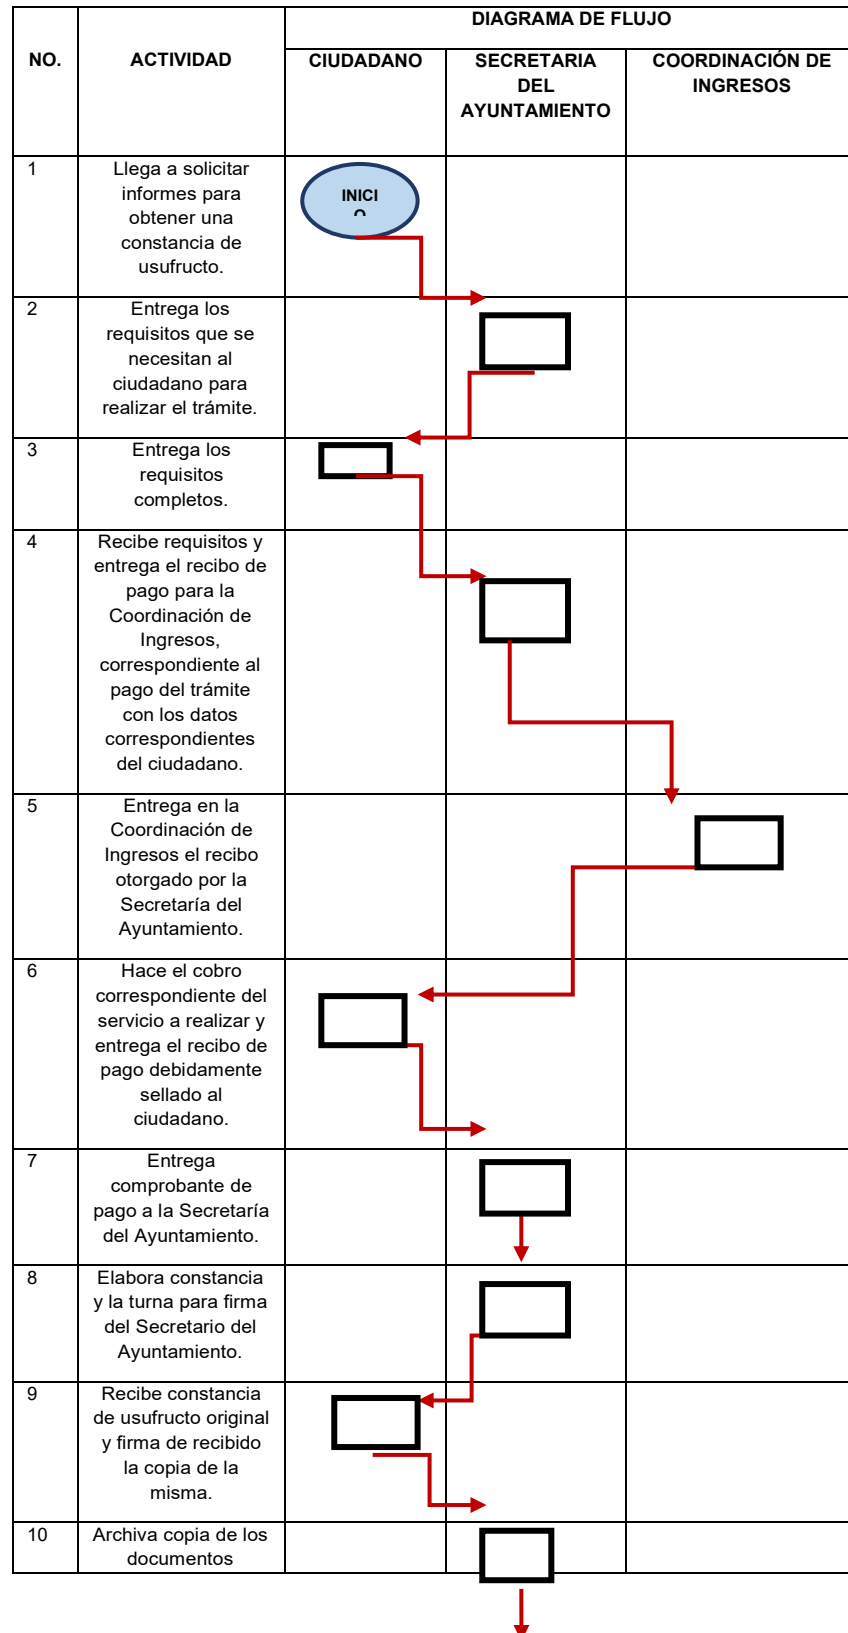 DIAGRAMA DE FLUJO
NO.
ACTIVIDAD
CIUDADANO
SECRETARIA
DEL
AYUNTAMIENTO
COORDINACIÓN DE
INGRESOS
1
Llega a solicitar
informes para
obtener una
constancia de
usufructo.
INICI
O
2
Entrega los
requisitos que se
necesitan al
ciudadano para
realizar el trámite.
3
Entrega los
requisitos
completos.
4
Recibe requisitos y
entrega el recibo de
pago para la
Coordinación de
Ingresos,
correspondiente al
pago del trámite
con los datos
correspondientes
del ciudadano.
5
Entrega en la
Coordinación de
Ingresos el recibo
otorgado por la
Secretaría del
Ayuntamiento.
6
Hace el cobro
correspondiente del
servicio a realizar y
entrega el recibo de
pago debidamente
sellado al
ciudadano.
7
Entrega
comprobante de
pago a la Secretaría
del Ayuntamiento.
8
Elabora constancia
y la turna para firma
del Secretario del
Ayuntamiento.
9
Recibe constancia
de usufructo original
y firma de recibido
la copia de la
misma.
10
Archiva copia de los
documentos